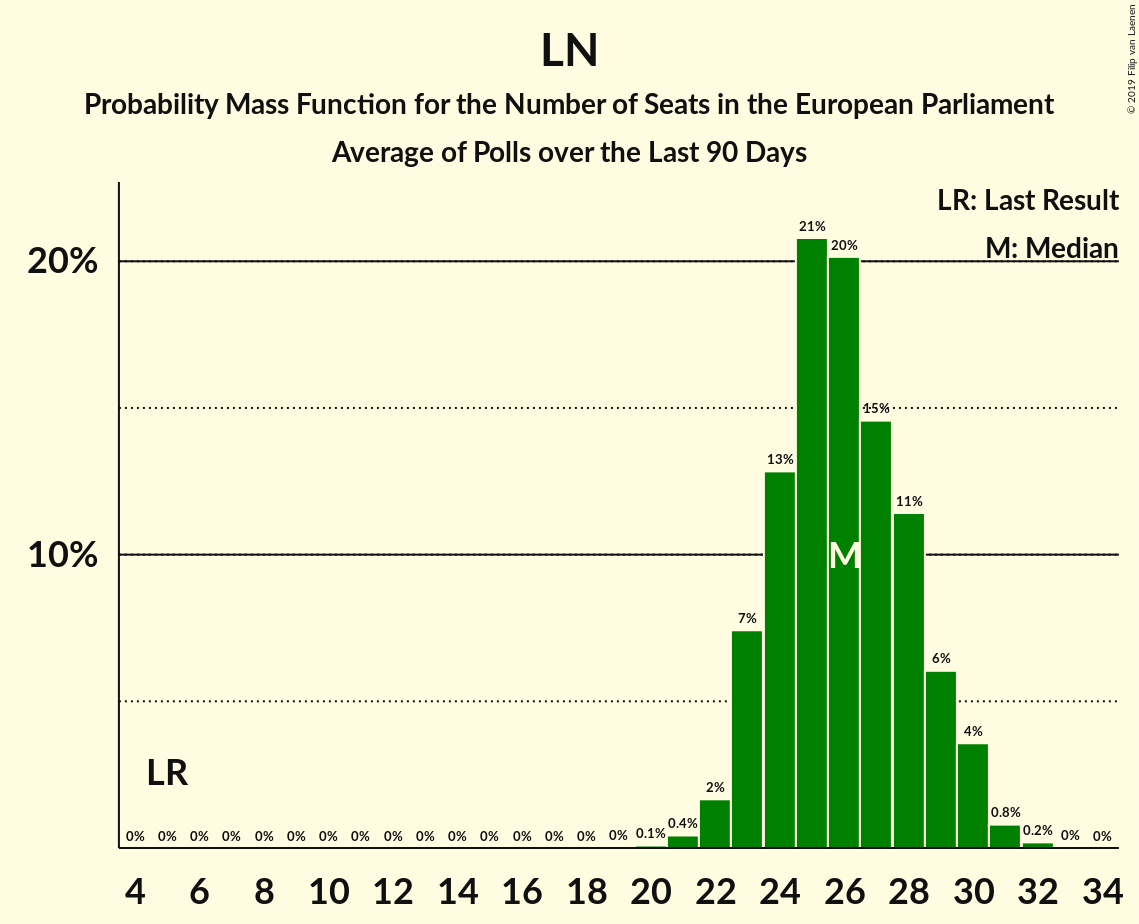 LN
Probability Mass Function for the Number of Seats in the European Parliament
Average of Polls over the Last 90 Days
© 2019 Filip van Laenen
LR: Last Result
M: Median
20%
10%
21%
20%
15%
13%
11%
M
7%
6%
4%
LR
2%
0% 0% 0% 0% 0% 0% 0% 0% 0% 0% 0% 0% 0% 0% 0% 0% 0.1% 0.4% 0.8% 0.2% 0% 0%
4 6 8 10 12 14 16 18 20 22 24 26 28 30 32 34